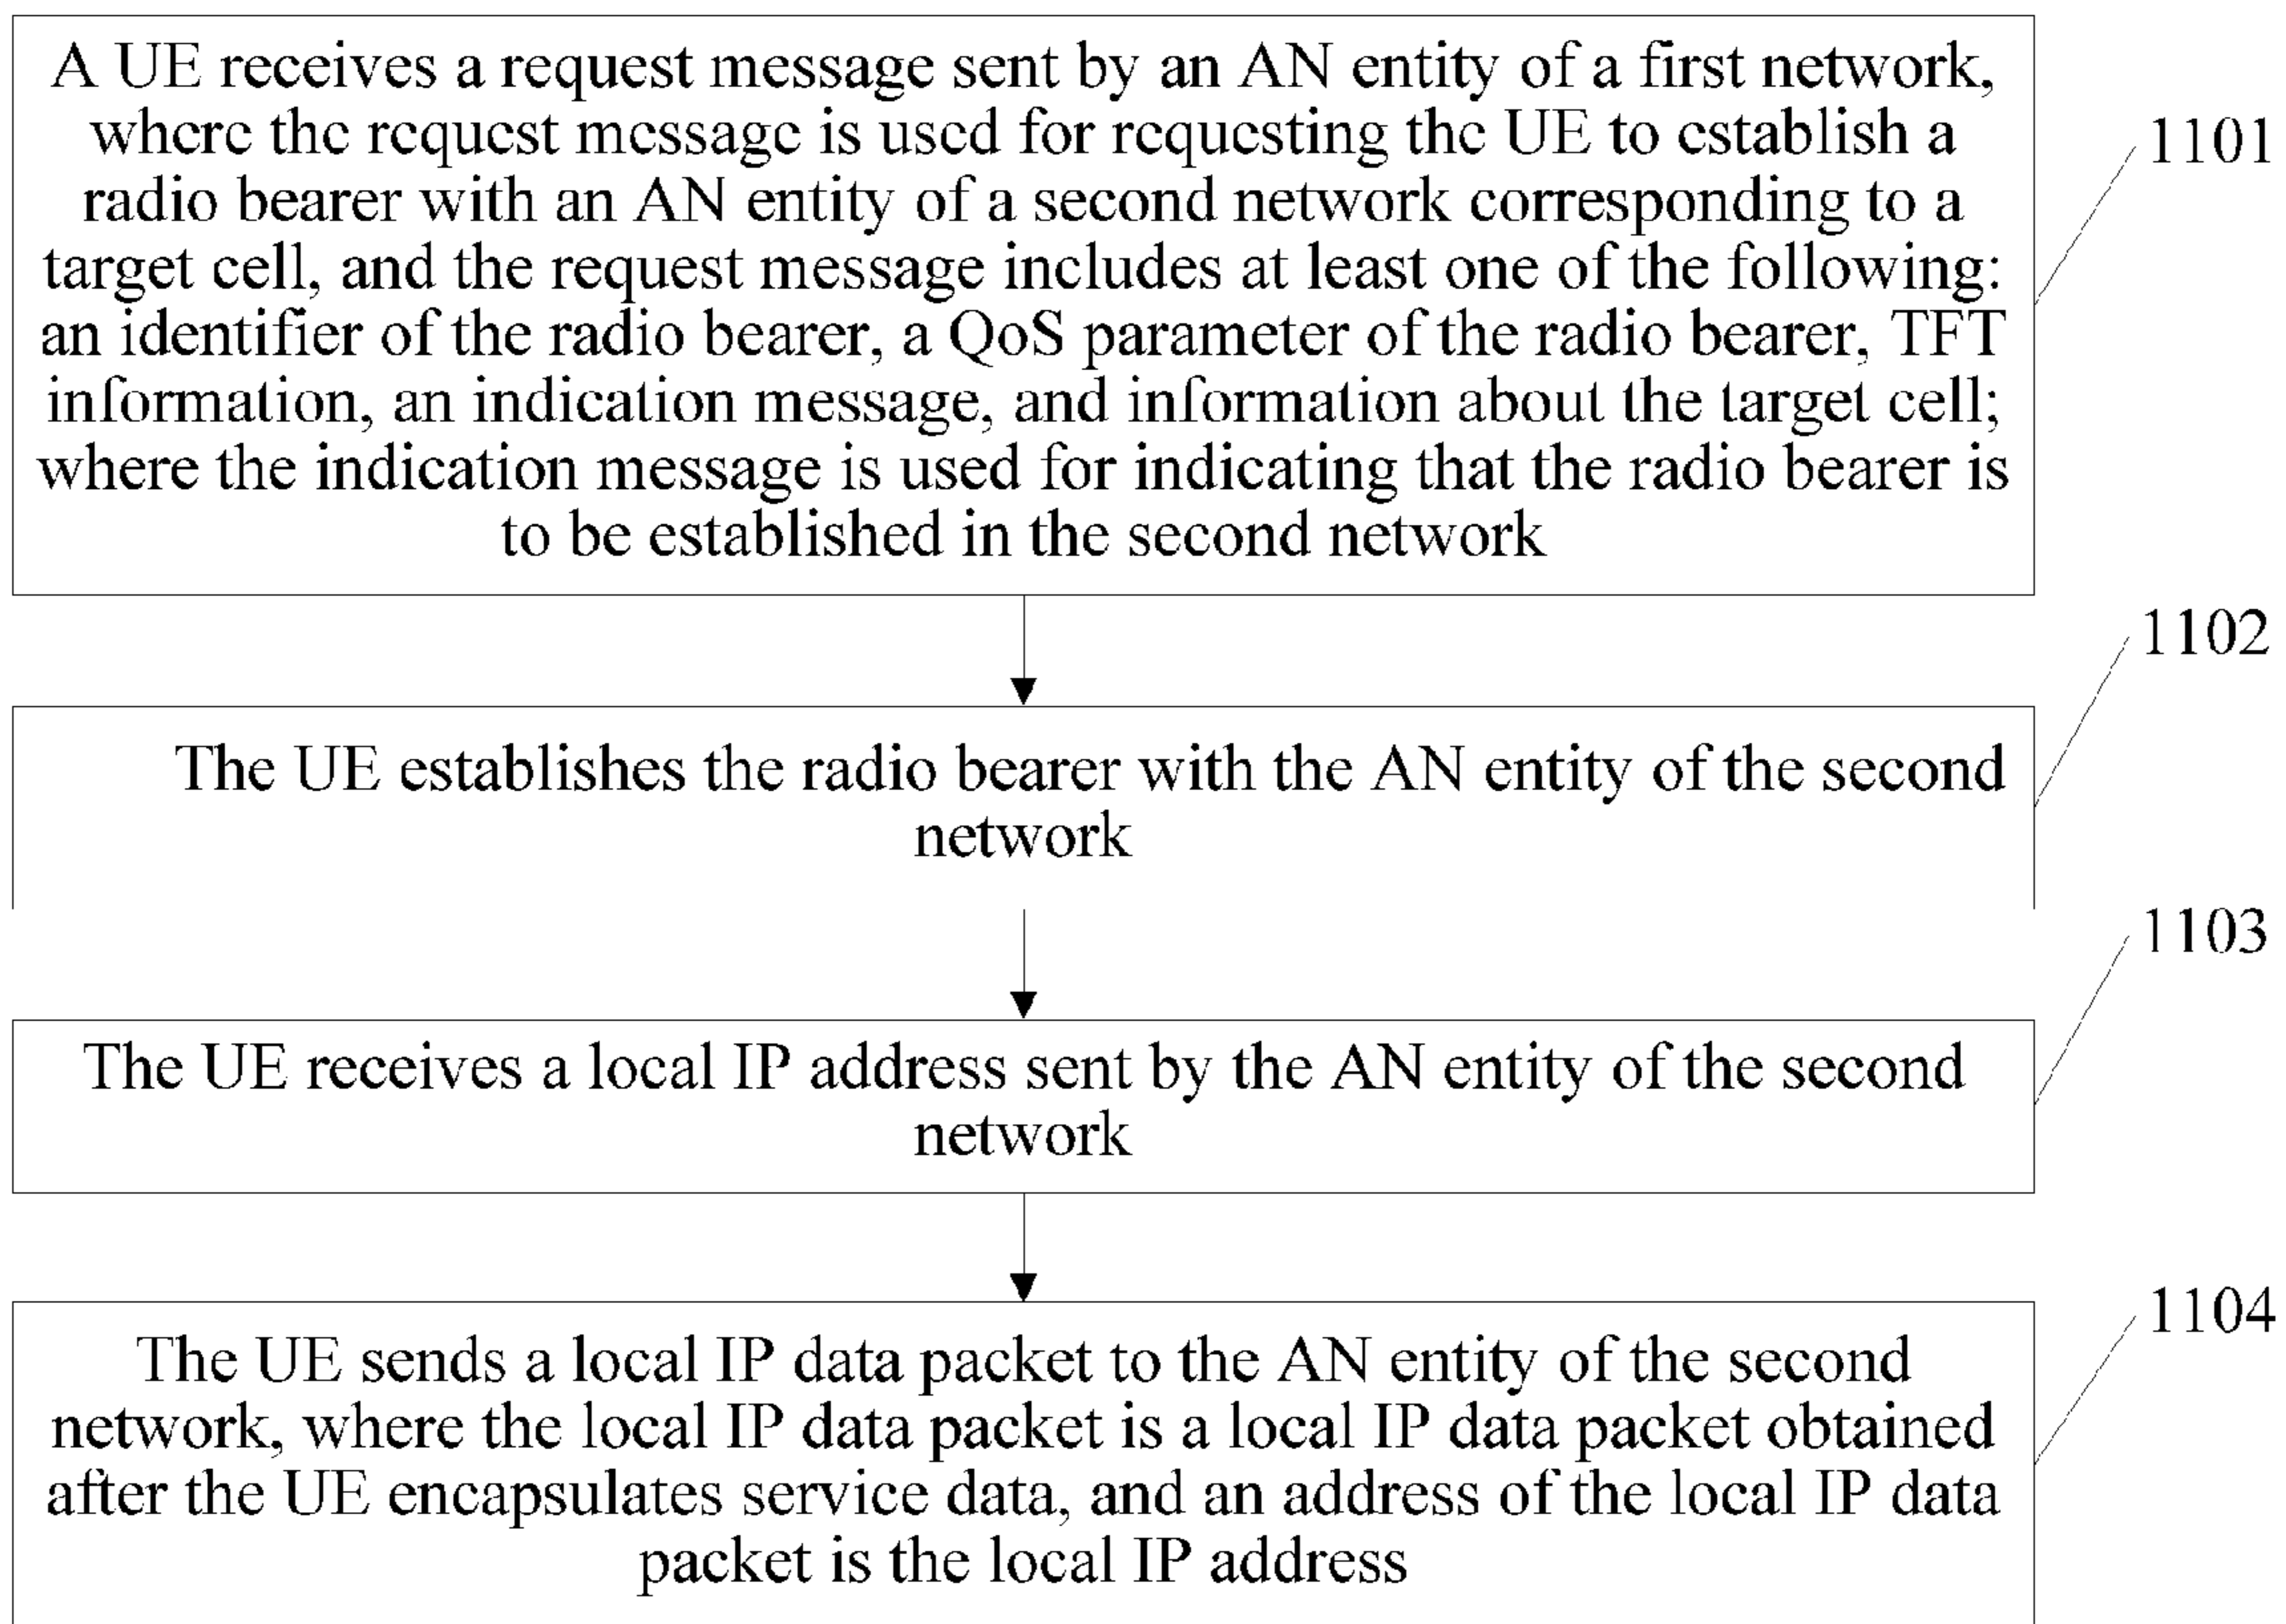 A UE receives a request message sent by an AN entity of a first network,
where the request message is used for requesting the UE to establish a
radio bearer with an AN entity of a second network corresponding to a
target cell, and the request message includes at least one of the following:
an identifier of the radio bearer, a QoS parameter of the radio bearer, TFT
information, an indication message, and information about the target cell;
where the indication message is used for indicating that the radio bearer is
to be established in the second network
1101
1102
The UE establishes the radio bearer with the AN entity of the second
network
1103
The UE receives a local IP address sent by the AN entity of the second
network
1104
The UE sends a local IP data packet to the AN entity of the second
network, where the local IP data packet is a local IP data packet obtained
after the UE encapsulates service data, and an address of the local IP data
packet is the local IP address